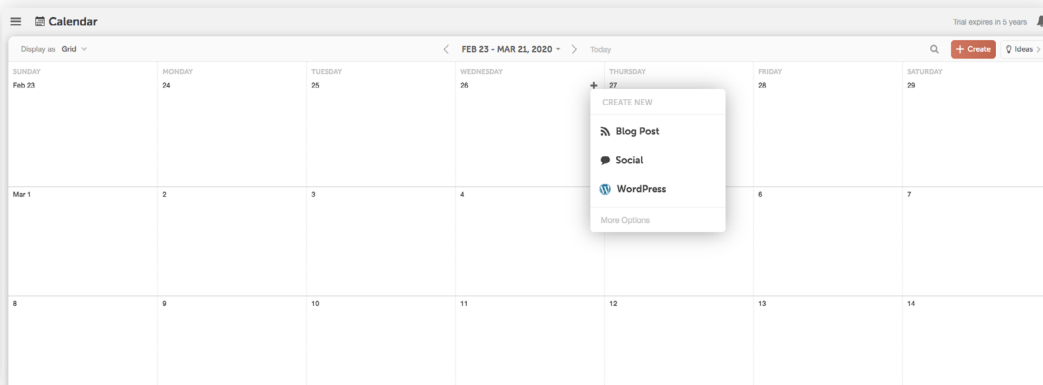 Calendar
Trial expires in 5 years
Display as Grid
FEB 23 - MAR 21, 2020
Today
+ Create
Ideas
SUNDAY MONDAY TUESDAY WEDNESDAY THURSDAY FRIDAY SATURDAY
Feb 23 24 25 26 + 27 28 29
CREATE NEW
Blog Post
Social
WordPress
More Options
Mar 1 2 3 4 6 7
8 9 10 11 12 13 14